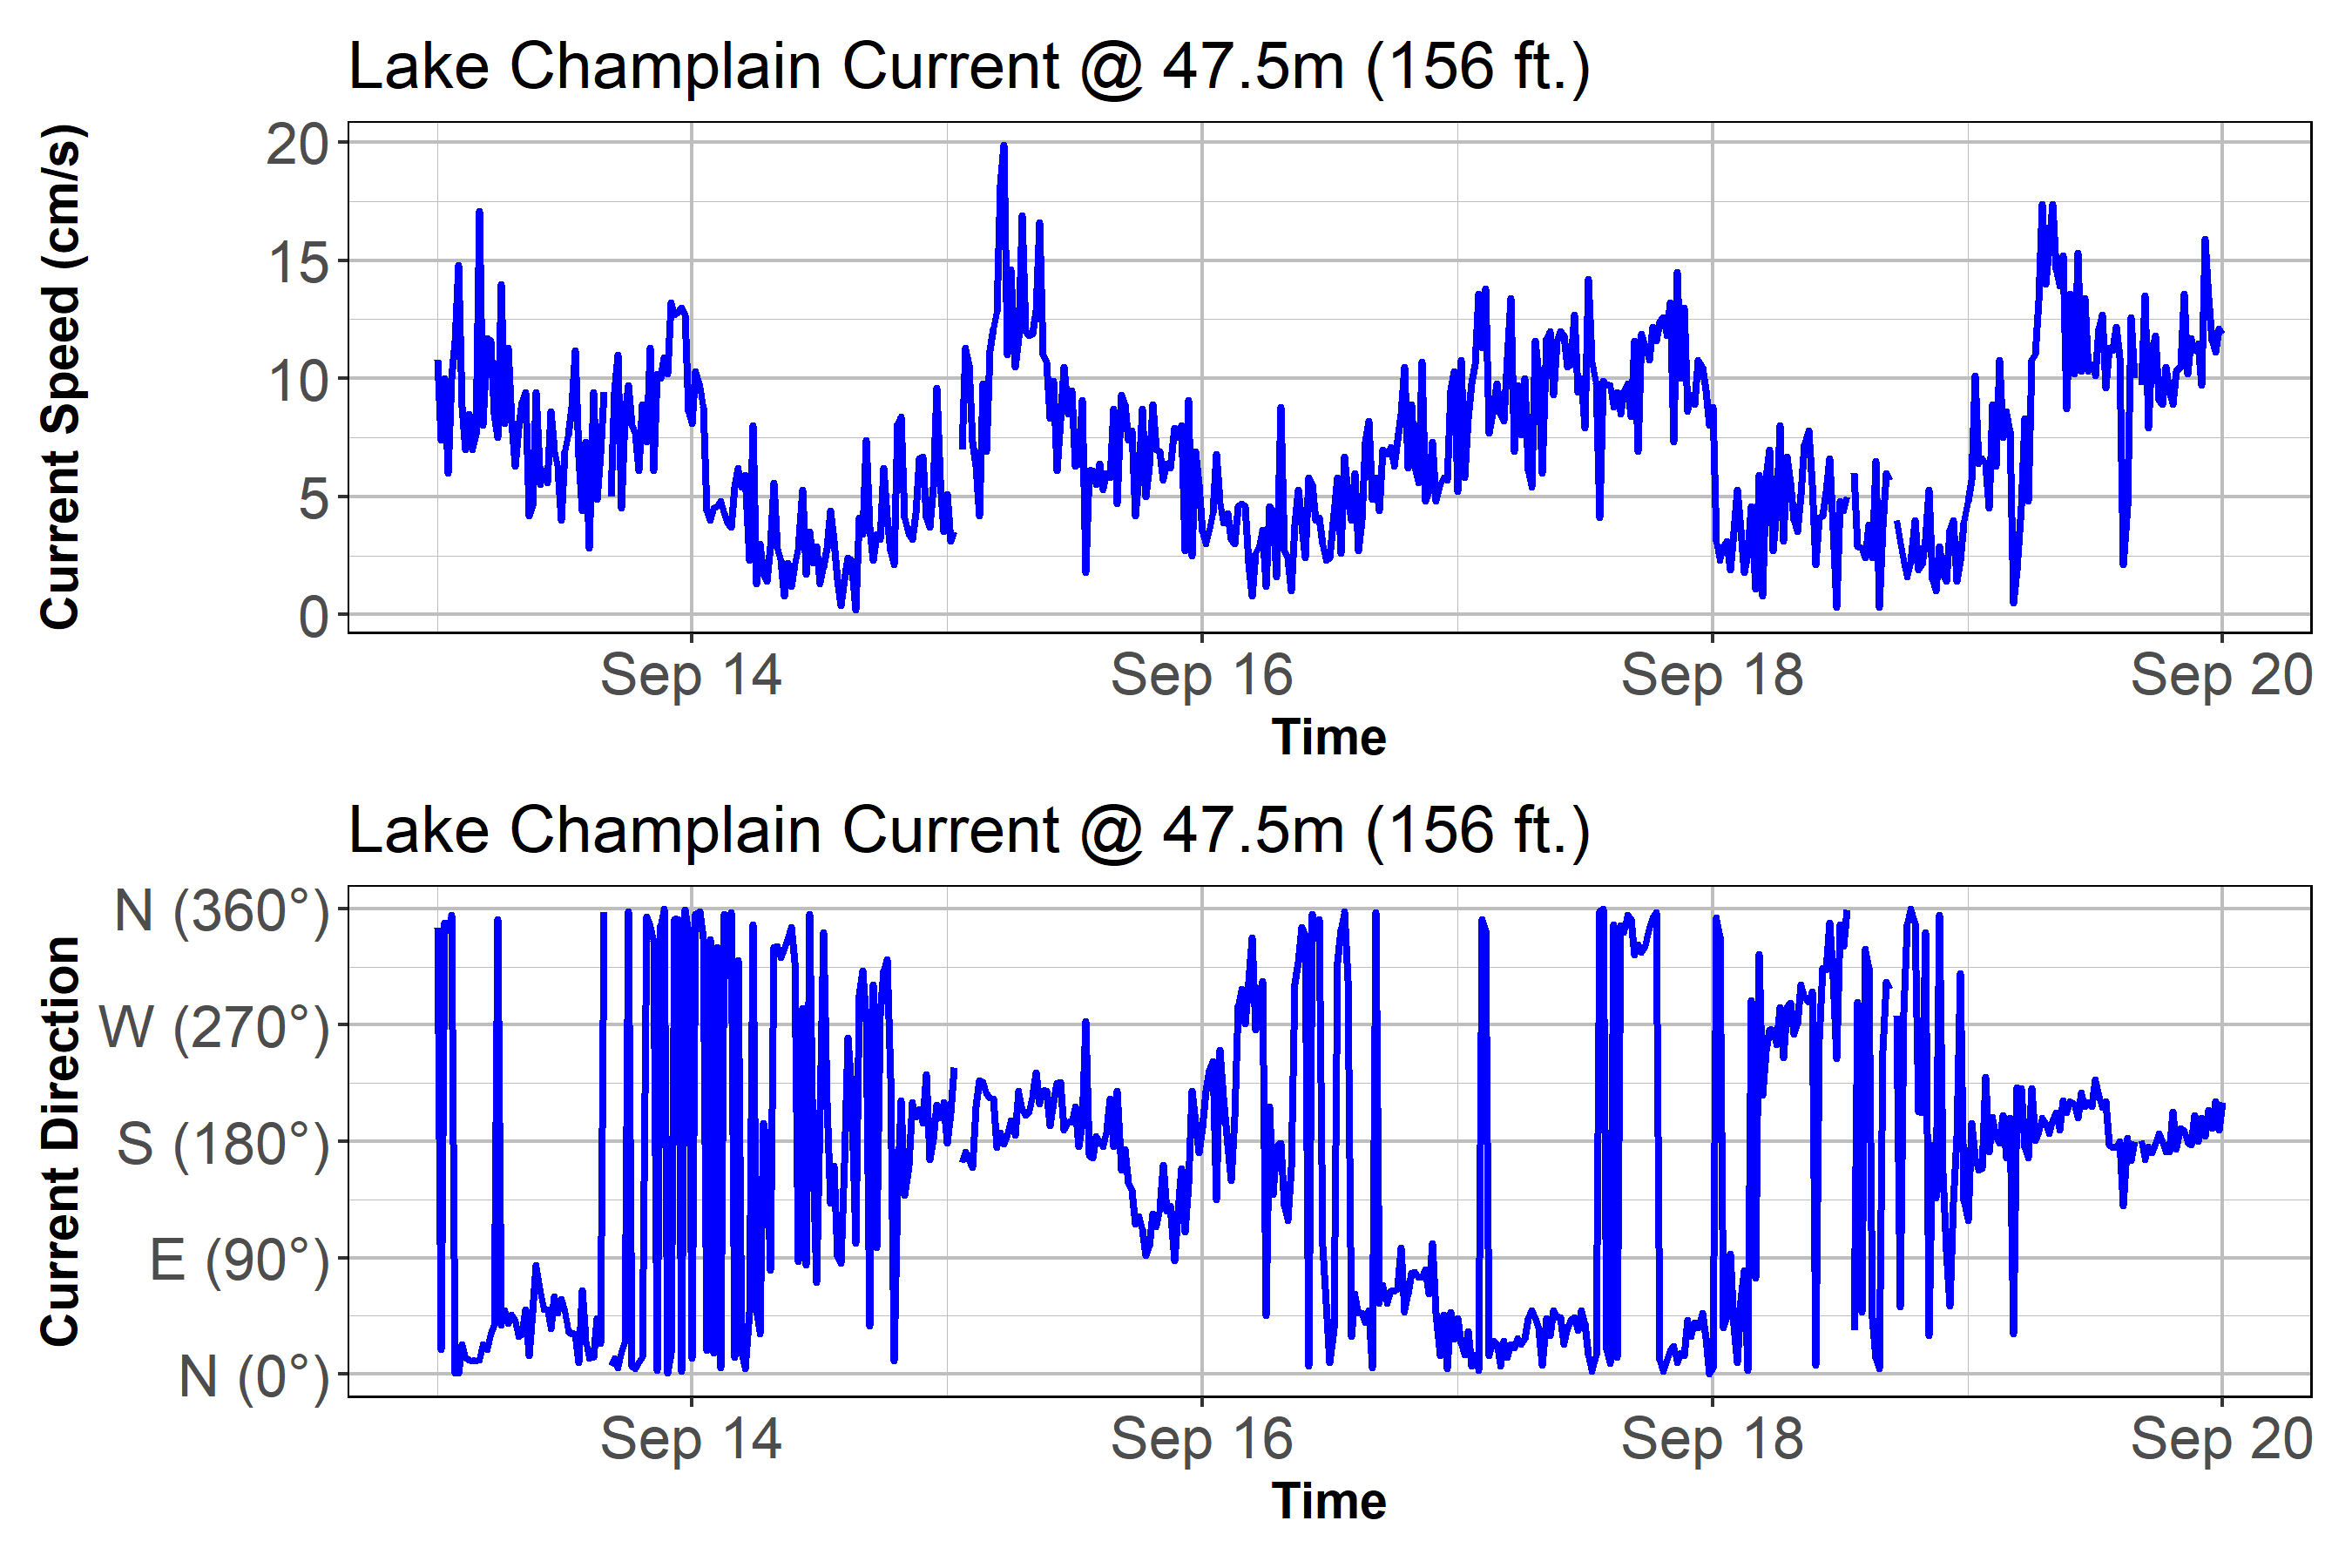 Lake Champlain Current @ 47.5m (156 ft.)
Current Speed (cm/s)
20
15
10
5
0
Sep 14 Sep 16 Sep 18 Sep 20
Time
Lake Champlain Current @ 47.5m (156 ft.)
Current Direction
N (360°)
W (270°)
S (180°)
E (90°)
N (0°)
Sep 14 Sep 16 Sep 18 Sep 20
Time